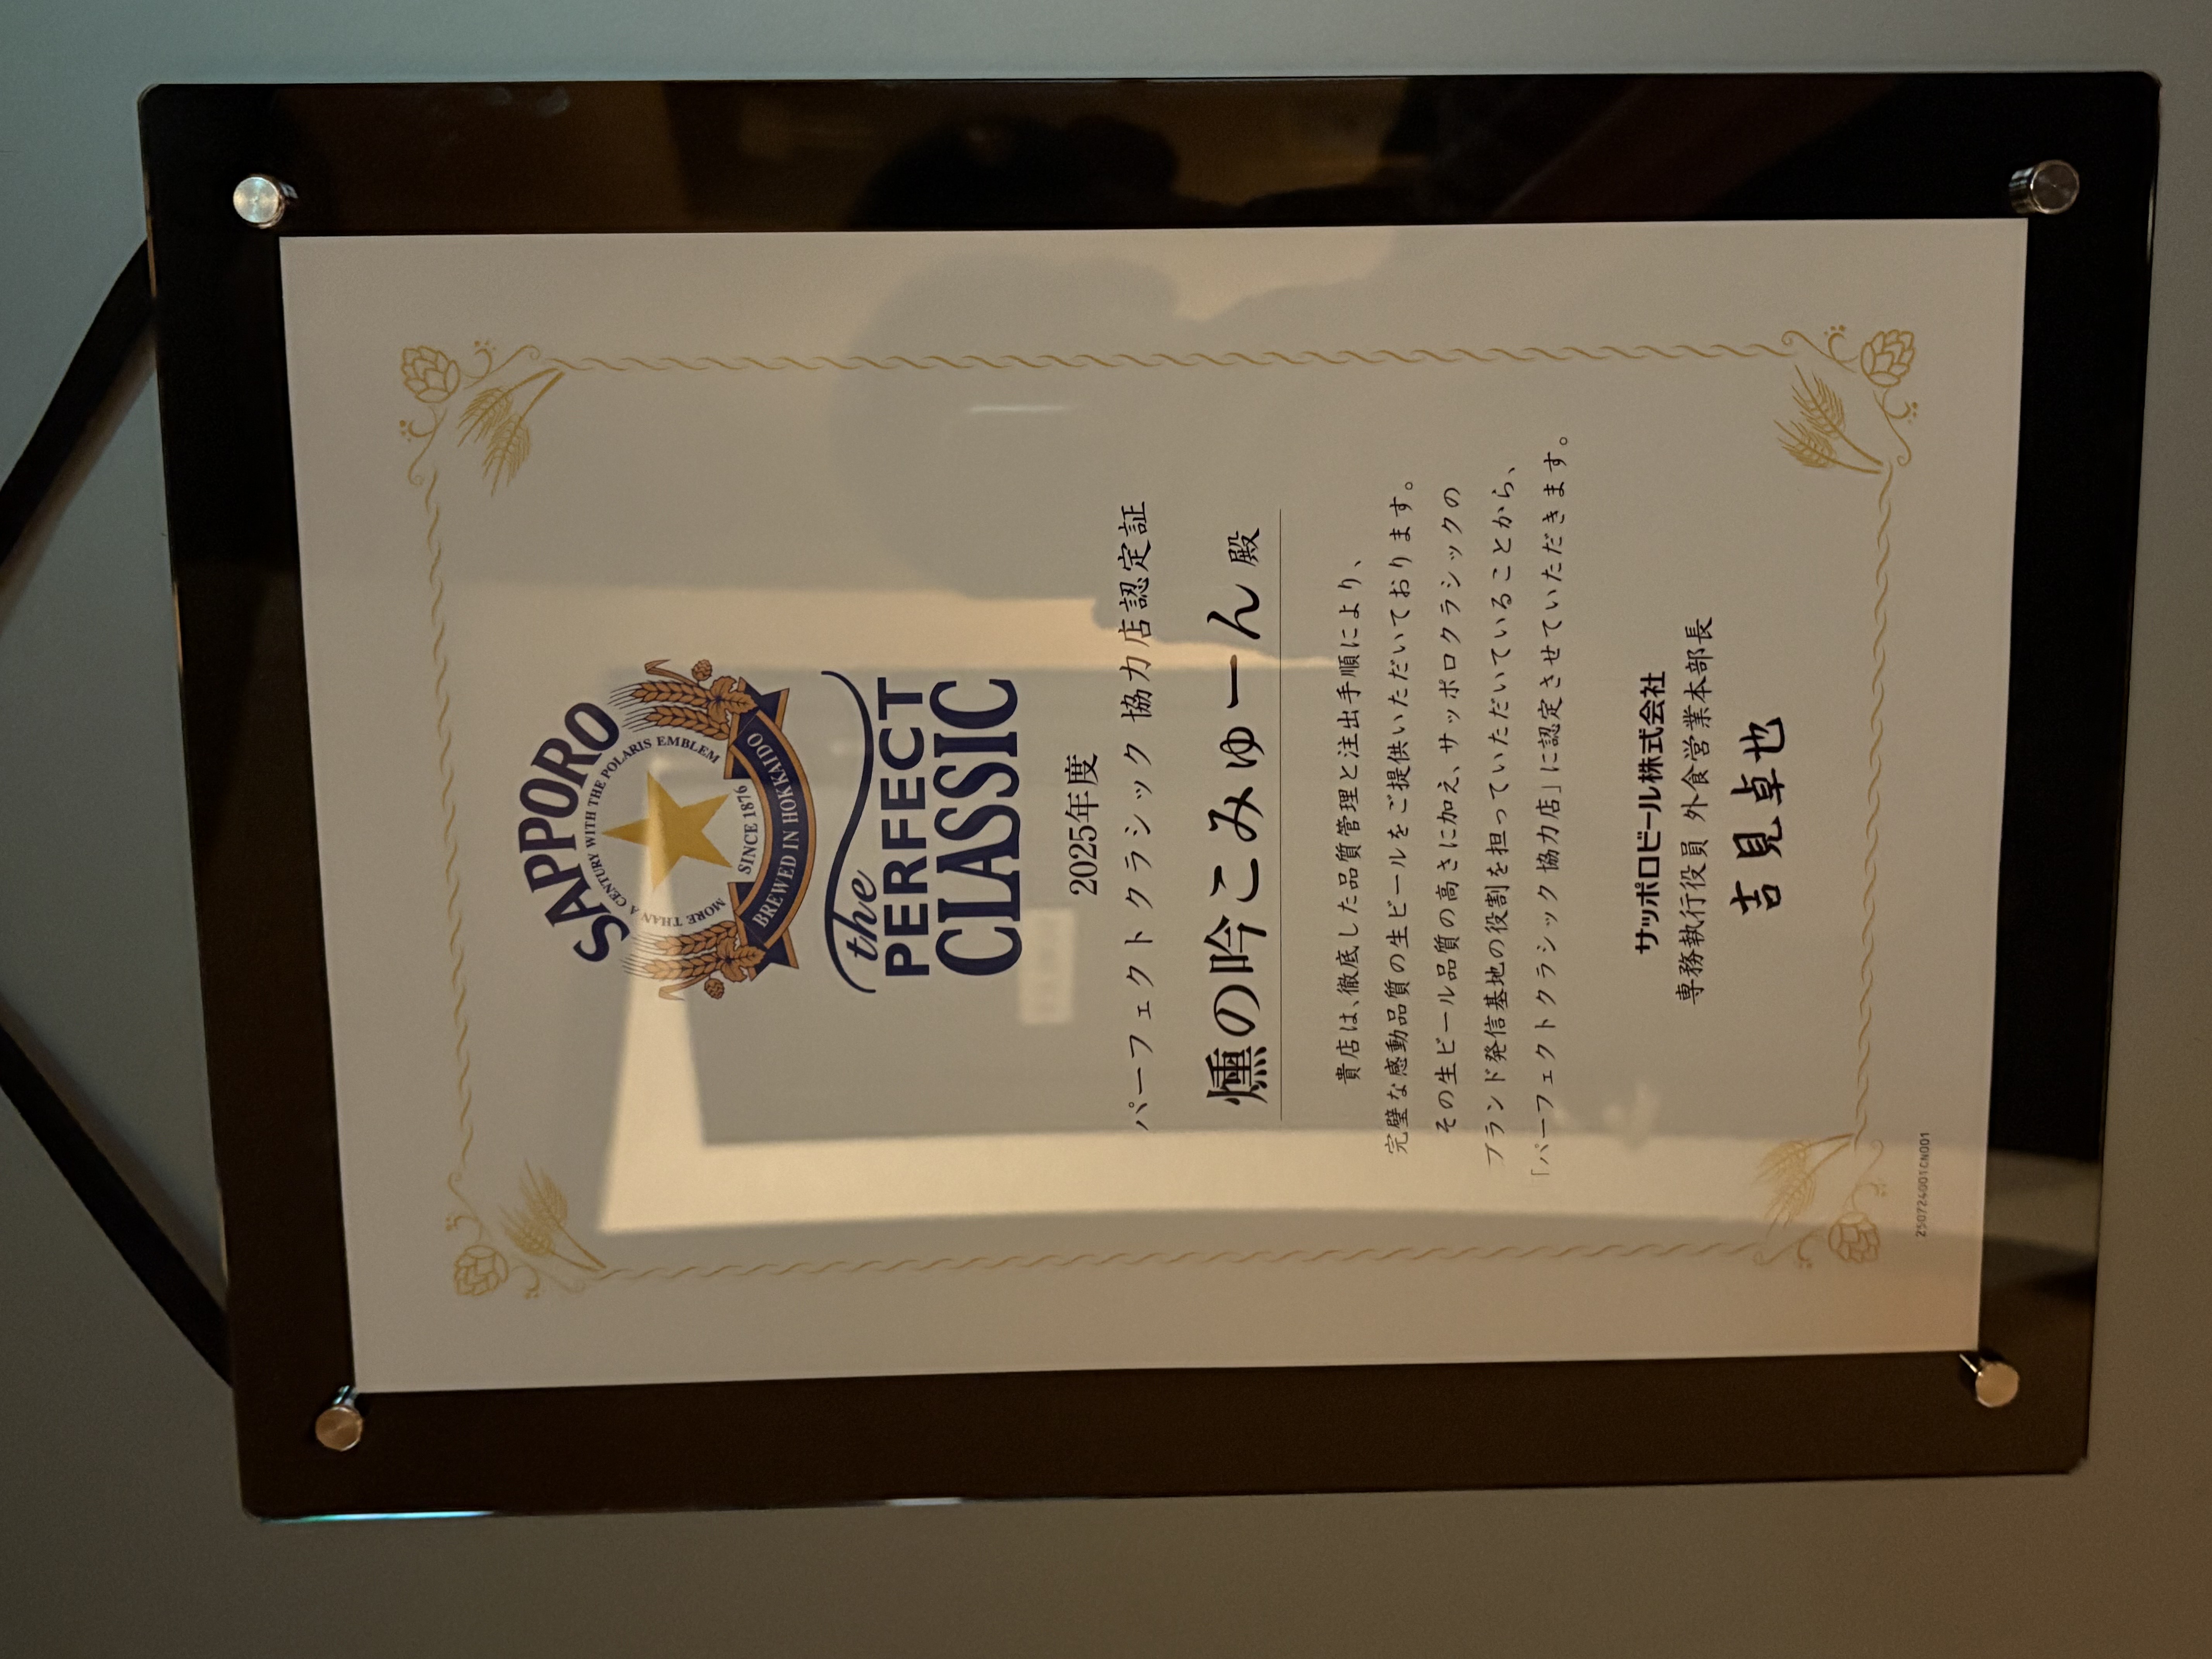 SAPPORO
MORE THAN A CENTURY WITH THE POLARIS EMBLEM
SINCE 1876
BREWED IN HOKKAIDO
the
PERFECT
CLASSIC
2025年度
パーフェクトクラシック 協力店認定証
燻の吟こみゅーん 殿
貴店は、徹底した品質管理と注出手順により、
完璧な感動品質の生ビールをご提供いただいております。
その生ビール品質の高さに加え、サッポロクラシックの
ブランド発信基地の役割を担っていただいていることから、
「パーフェクトクラシック協力店」に認定させていただきます。
サッポロビール株式会社
専務執行役員 外食営業本部長
吉見卓也
250724001CN001